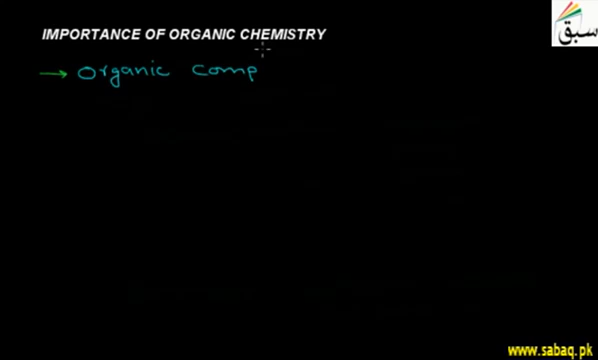 سبق
IMPORTANCE OF ORGANIC CHEMISTRY
→ Organic Comp
www.sabaq.pk